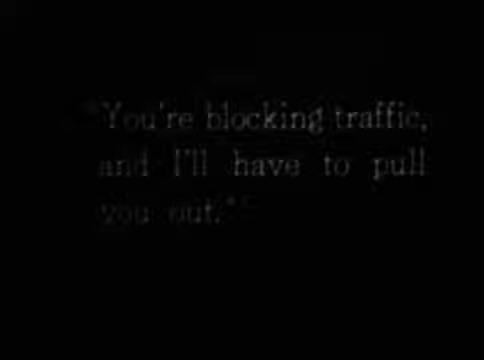 "You're blocking traffic,
and I'll have to pull
you out."